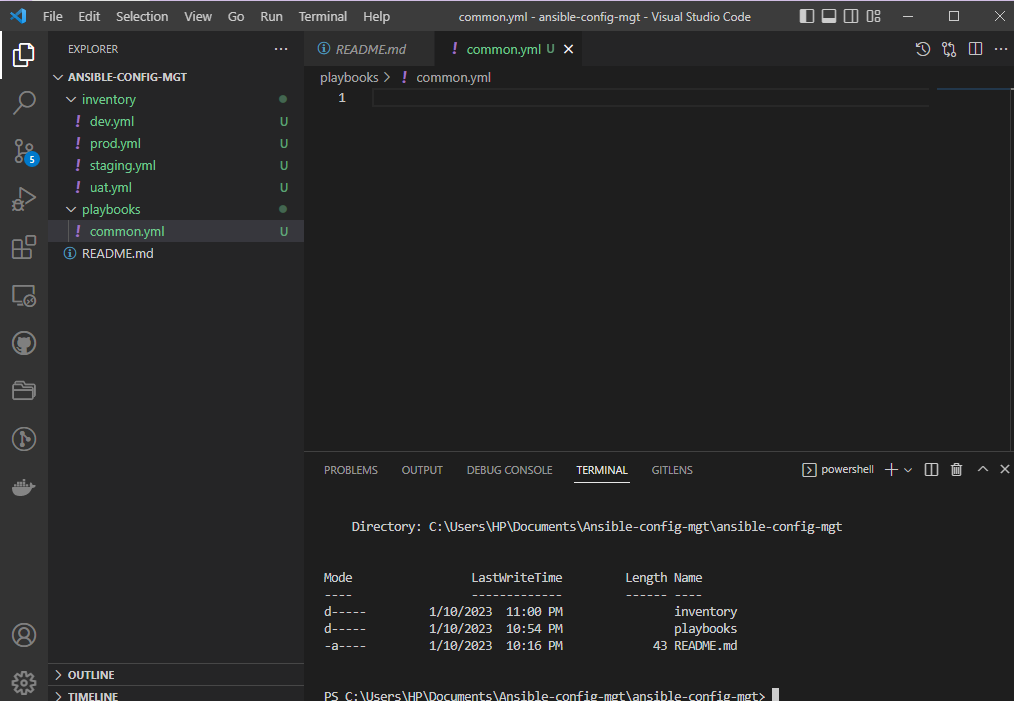 File Edit Selection View Go Run Terminal Help common.yml - ansible-config-mgt - Visual Studio Code
EXPLORER
ANSIBLE-CONFIG-MGT
inventory
! dev.yml U
! prod.yml U
! staging.yml U
! uat.yml U
playbooks
! common.yml U
README.md
OUTLINE
TIMELINE
5
README.md ! common.yml U
playbooks > ! common.yml
1
PROBLEMS OUTPUT DEBUG CONSOLE TERMINAL GITLENS powershell
Directory: C:\Users\HP\Documents\Ansible-config-mgt\ansible-config-mgt
Mode LastWriteTime Length Name
---- ------------- ------ ----
d----- 1/10/2023 11:00 PM inventory
d----- 1/10/2023 10:54 PM playbooks
-a---- 1/10/2023 10:16 PM 43 README.md
PS C:\Users\HP\Documents\Ansible-config-mgt\ansible-config-mgt>